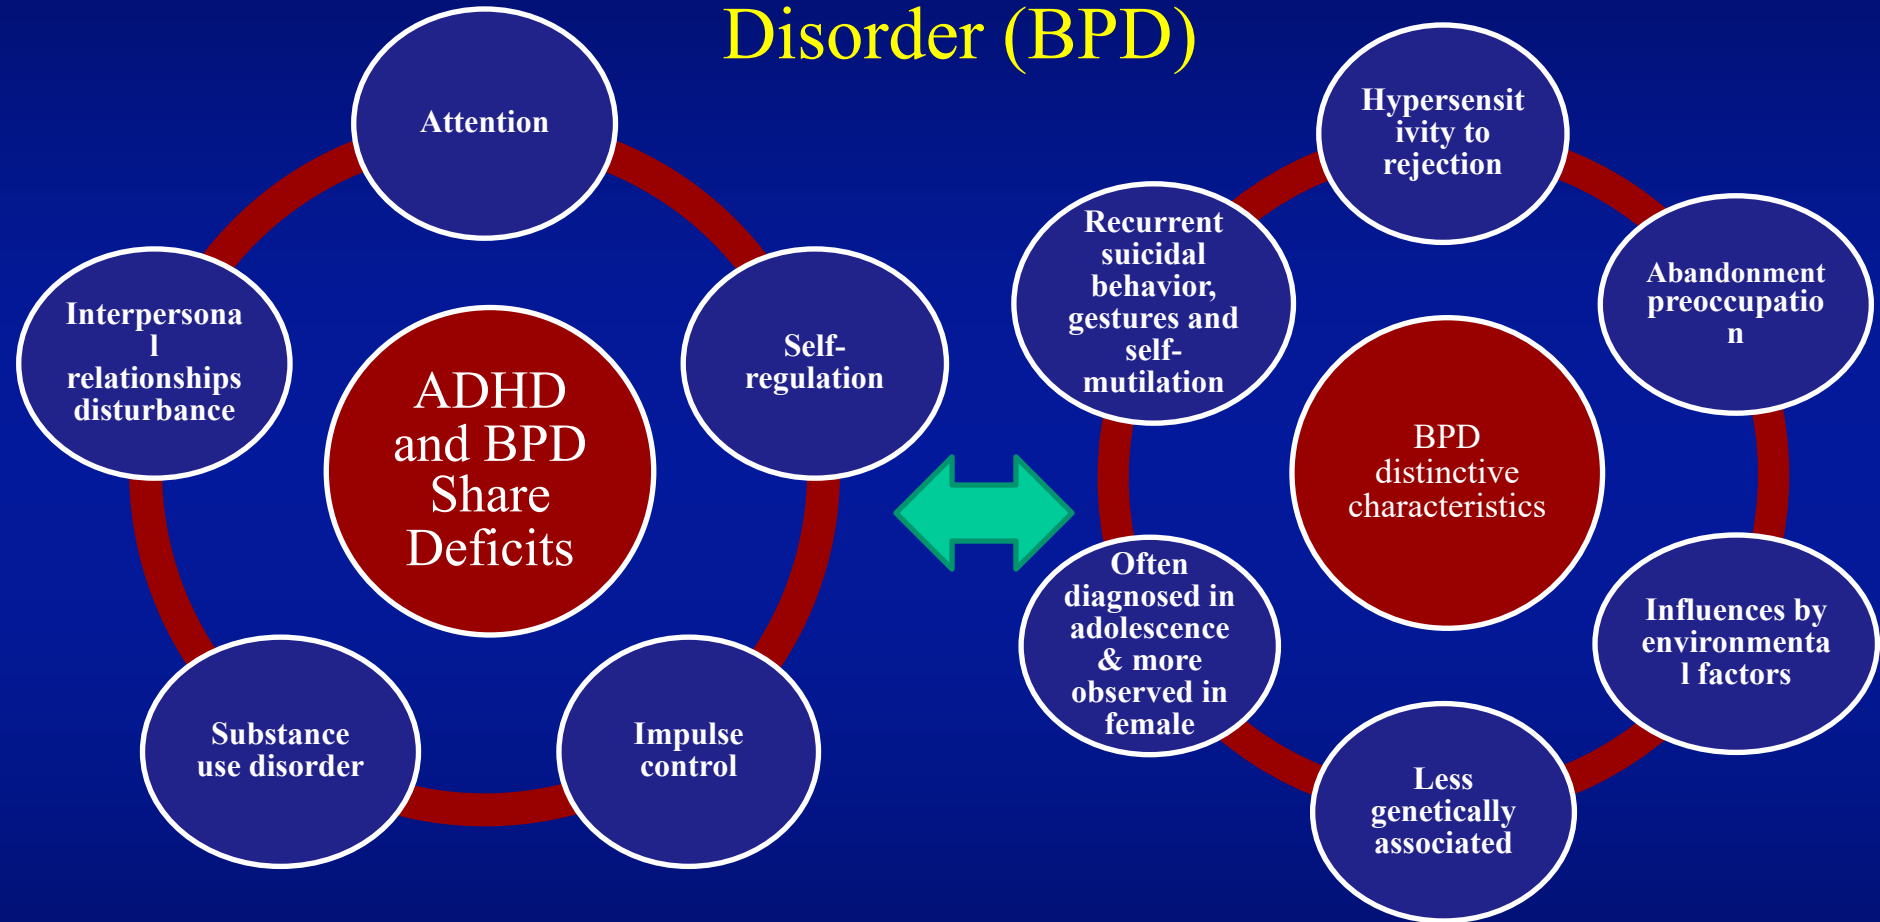 Disorder (BPD)
Attention
Self-
regulation
Impulse
control
Substance
use disorder
Interpersona
l
relationships
disturbance
ADHD
and BPD
Share
Deficits
Hypersensit
ivity to
rejection
Abandonment
preoccupatio
n
Influences by
environmenta
l factors
Less
genetically
associated
Often
diagnosed in
adolescence
& more
observed in
female
Recurrent
suicidal
behavior,
gestures and
self-
mutilation
BPD
distinctive
characteristics